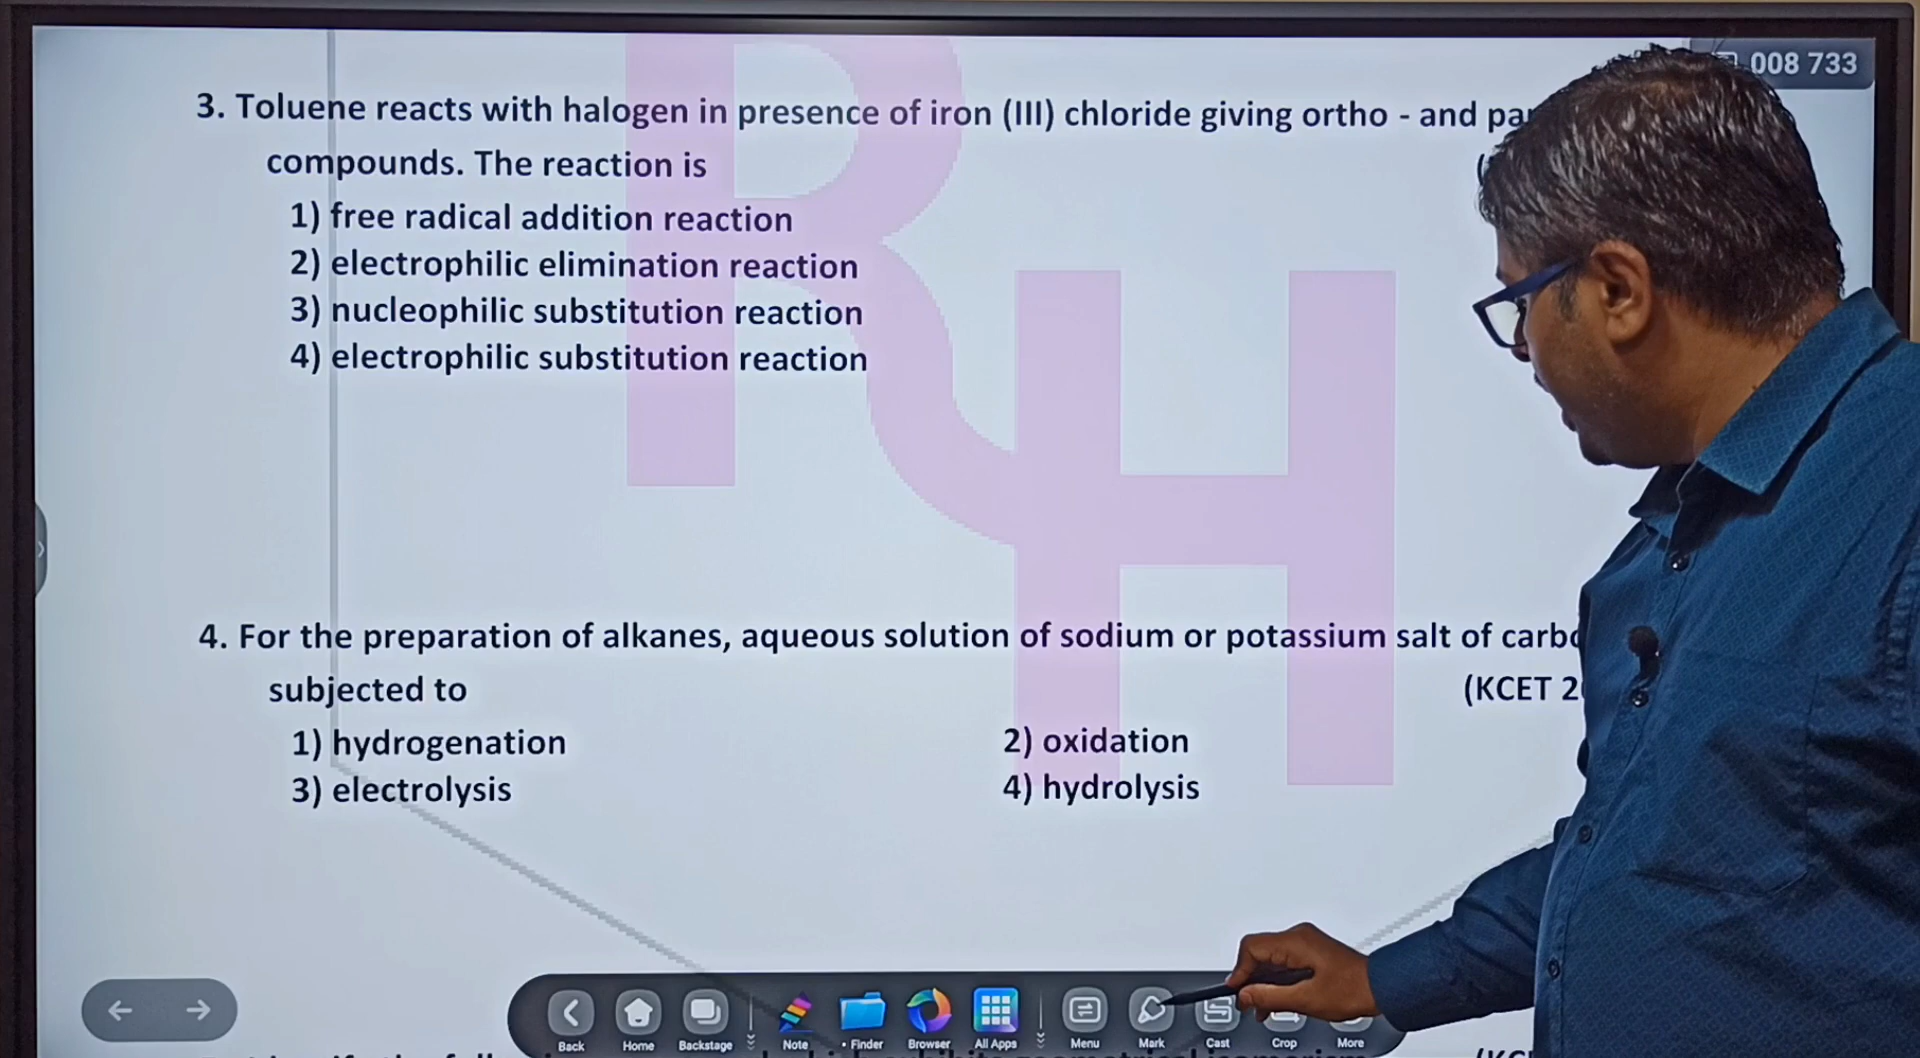 008 733
3. Toluene reacts with halogen in presence of iron (III) chloride giving ortho - and
compounds. The reaction is
1) free radical addition reaction
2) electrophilic elimination reaction
3) nucleophilic substitution reaction
4) electrophilic substitution reaction
4. For the preparation of alkanes, aqueous solution of sodium or potassium salt of
subjected to (KCET
1) hydrogenation 2) oxidation
3) electrolysis 4) hydrolysis
Back Home Backstage Note • Finder Browser All Apps Menu Mark Cast Crop More